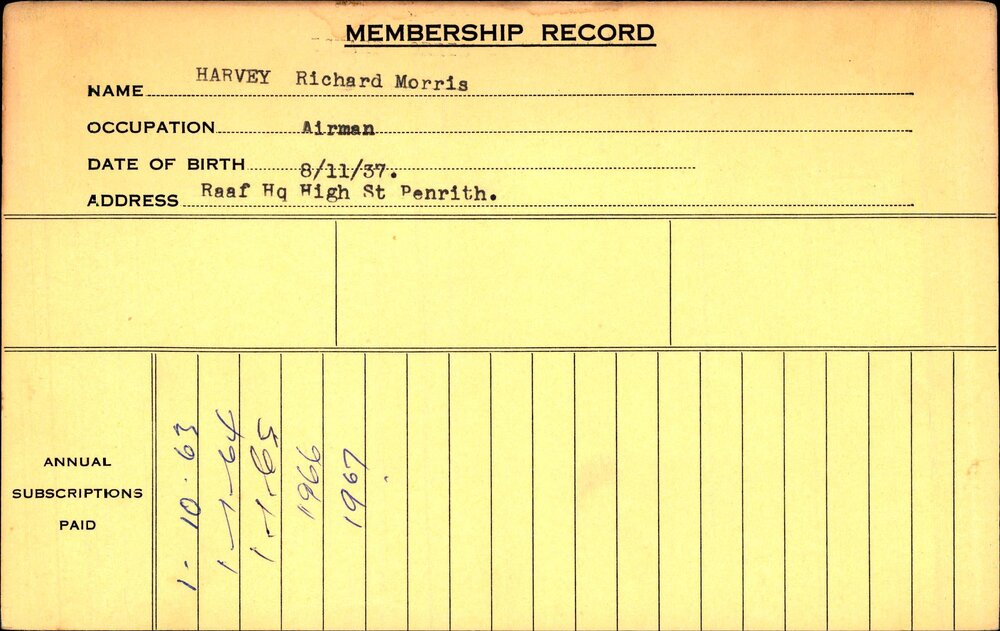 MEMBERSHIP RECORD
NAME HARVEY Richard Morris
OCCUPATION Airman
DATE OF BIRTH 8/11/37.
ADDRESS Raaf Hq High St Penrith.
ANNUAL
SUBSCRIPTIONS
PAID
1-10.63
1-1-64
1-1-65
1966
1967